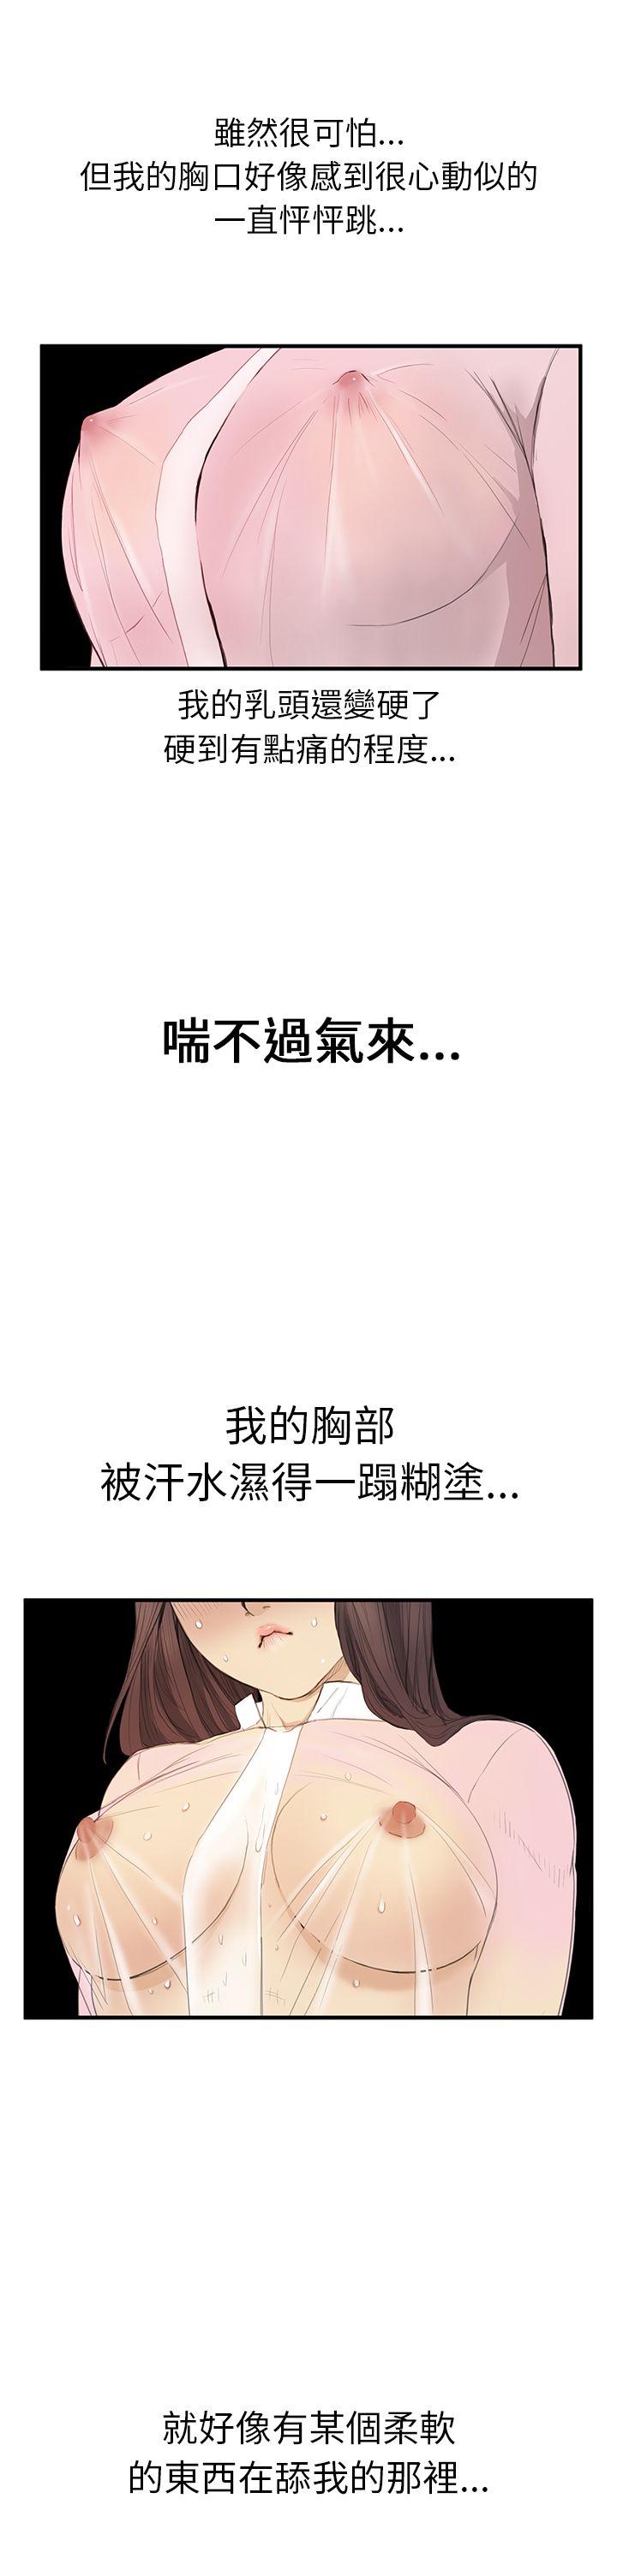 雖然很可怕...
但我的胸口好像感到很心動似的
一直怦怦跳...
我的乳頭還變硬了
硬到有點痛的程度...
喘不過氣來...
我的胸部
被汗水濕得一蹋糊塗...
就好像有某個柔軟
的東西在舔我的那裡...